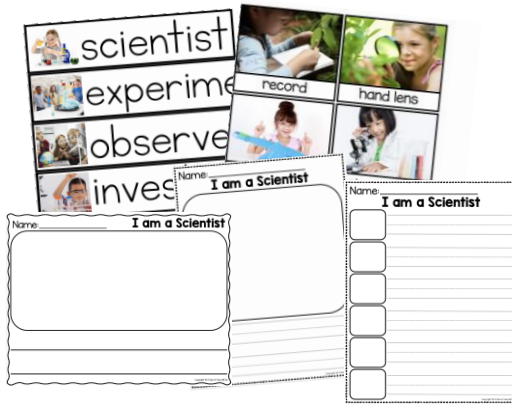 scientist
experime
observe
inves
record
hand lens
Name:
I am a Scientist
Name:
I am a Scientist
Name:
I am a Scientist